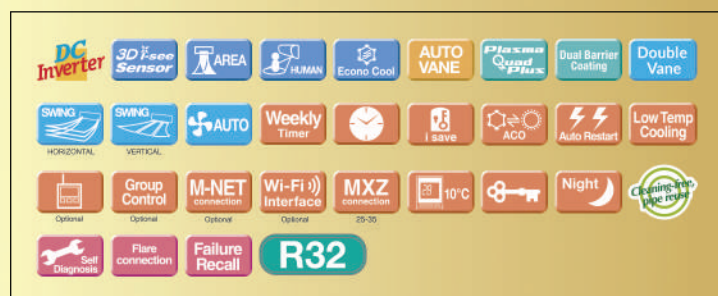 DC
Inverter
3D i-see
Sensor
AREA
HUMAN
Econo Cool
AUTO
VANE
Plasma
Quad
Plus
Dual Barrier
Coating
Double
Vane
SWING
HORIZONTAL
SWING
VERTICAL
AUTO
Weekly
Timer
i save
ACO
Auto Restart
Low Temp
Cooling
Optional
Group
Control
Optional
M-NET
connection
Optional
Wi-Fi
Interface
Optional
MXZ
connection
25-35
10°C
Night
Cleaning-free,
pipe reuse
Self
Diagnosis
Flare
connection
Failure
Recall
R32